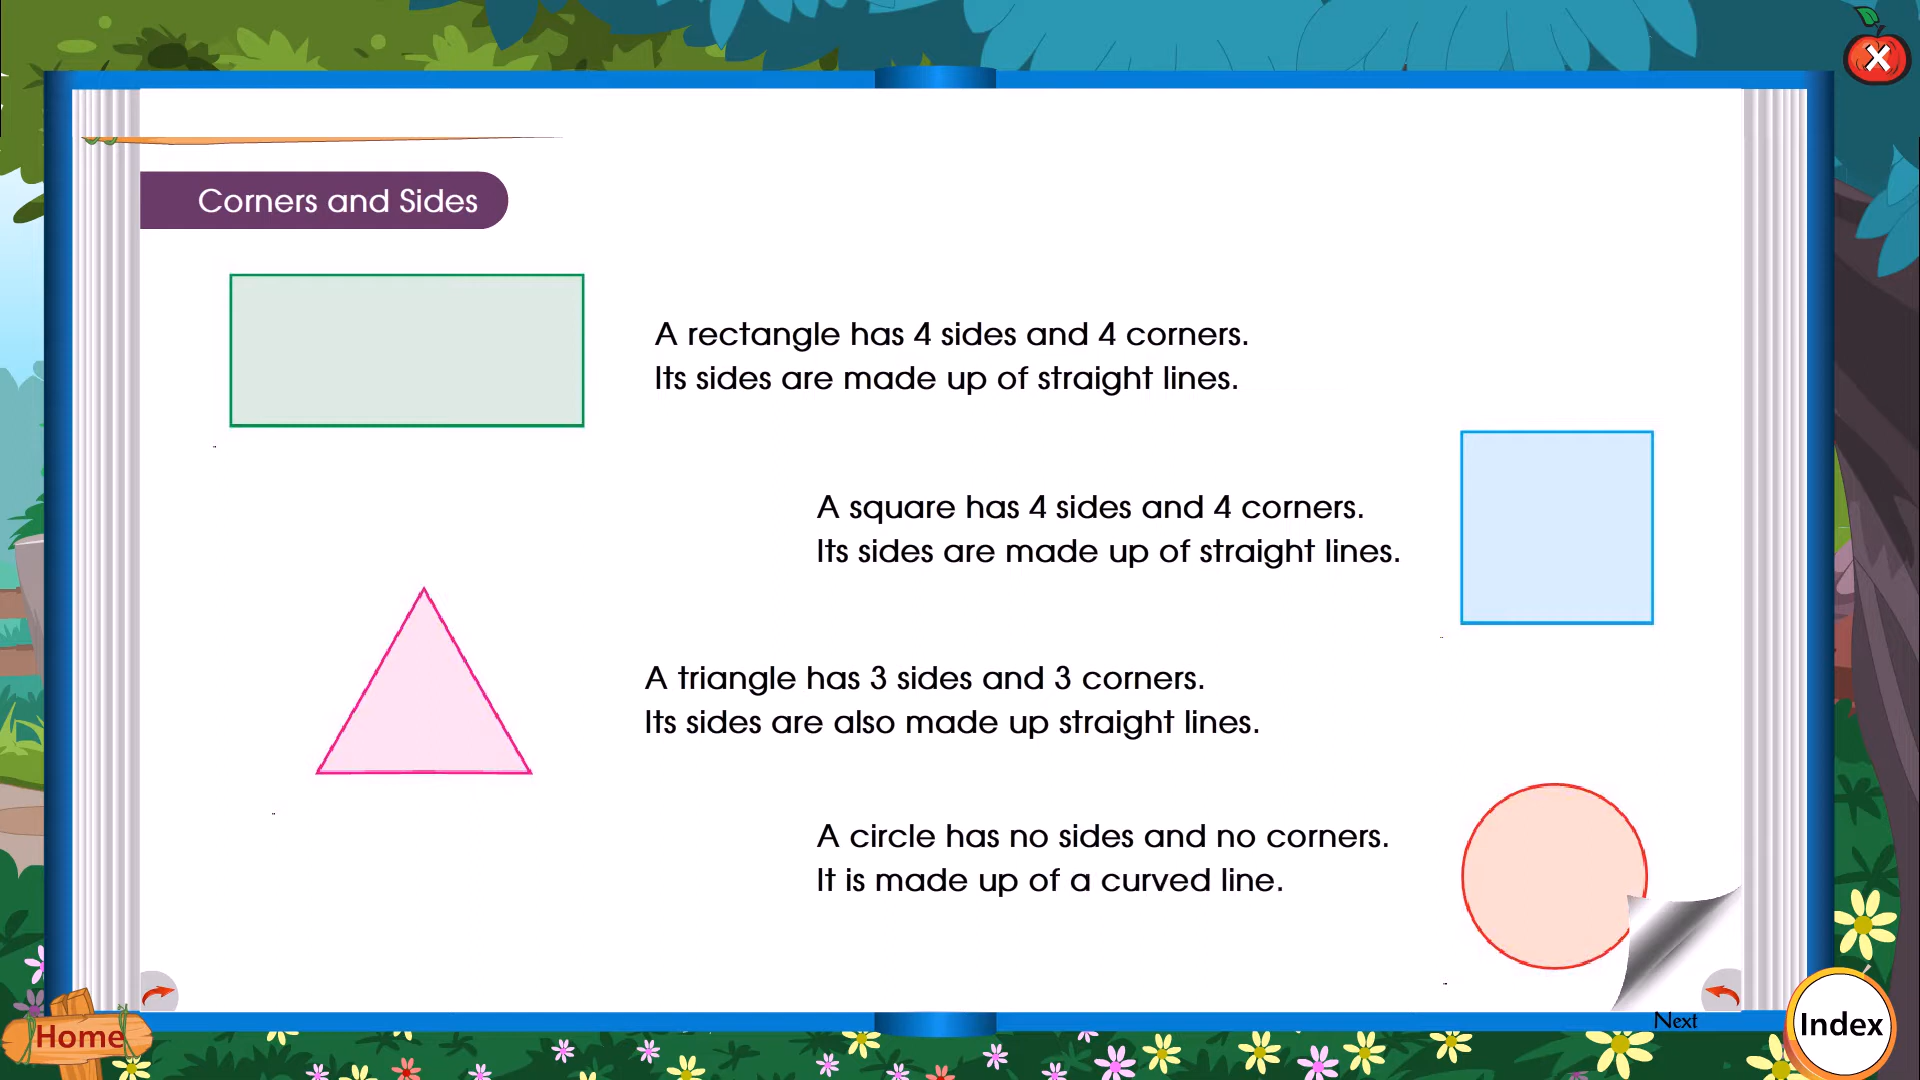 Corners and Sides
A rectangle has 4 sides and 4 corners.
Its sides are made up of straight lines.
A square has 4 sides and 4 corners.
Its sides are made up of straight lines.
A triangle has 3 sides and 3 corners.
Its sides are also made up straight lines.
A circle has no sides and no corners.
It is made up of a curved line.
Home
Next
Index